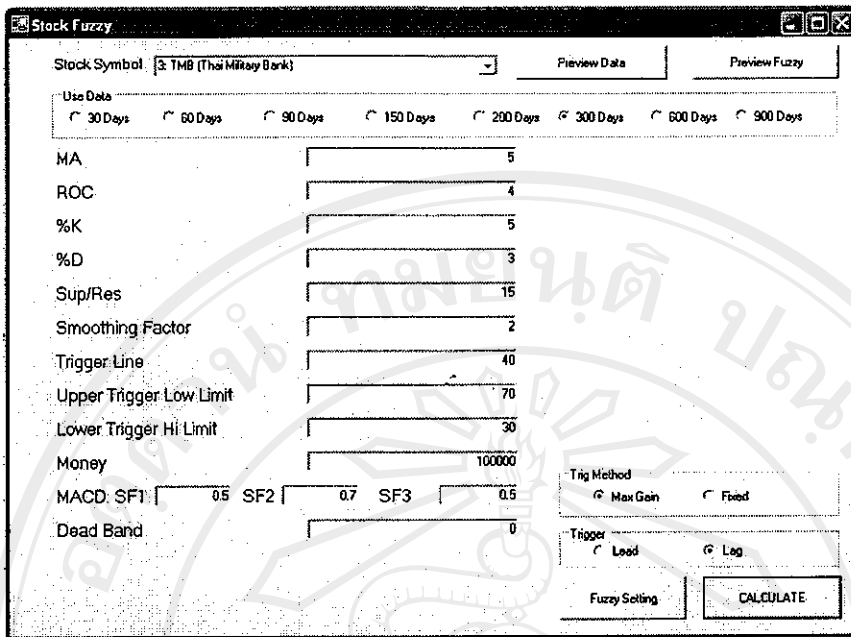 Stock Fuzzy
Stock Symbol 3: TMB (Thai Military Bank) Preview Data Preview Fuzzy
Use Data
30 Days 60 Days 90 Days 150 Days 200 Days 300 Days 600 Days 900 Days
MA 5
ROC 4
%K 5
%D 3
Sup/Res 15
Smoothing Factor 2
Trigger Line 40
Upper Trigger Low Limit 70
Lower Trigger Hi Limit 30
Money 100000
MACD: SF1 0.5 SF2 0.7 SF3 0.5
Dead Band 0
Trig Method
Max Gain Fixed
Trigger
Lead Lag
Fuzzy Setting CALCULATE